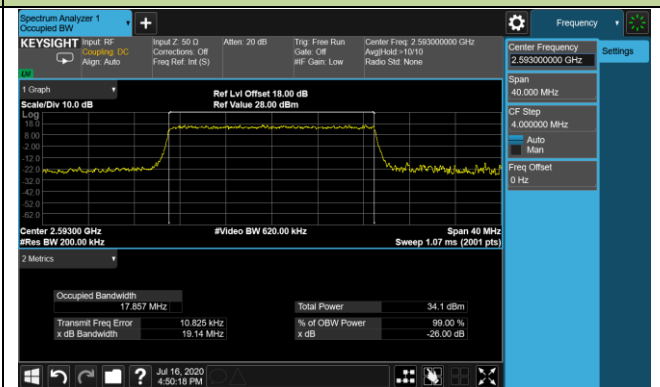 Spectrum Analyzer 1
Occupied BW
+
Frequency
KEYSIGHT
Input: RF
Coupling: DC
Align: Auto
Input Z: 50 Ω
Corrections: Off
Freq Ref: Int (S)
Atten: 20 dB
Trig: Free Run
Gate: Off
#IF Gain: Low
Center Freq: 2.593000000 GHz
Avg|Hold:>10/10
Radio Std: None
Center Frequency
2.593000000 GHz
Settings
Span
40.000 MHz
CF Step
4.000000 MHz
Auto
Man
Freq Offset
0 Hz
1 Graph
Scale/Div 10.0 dB
Ref Lvl Offset 18.00 dB
Ref Value 28.00 dBm
Log
18.0
8.00
-2.00
-12.0
-22.0
-32.0
-42.0
-52.0
-62.0
Center 2.59300 GHz
#Res BW 200.00 kHz
#Video BW 620.00 kHz
Span 40 MHz
Sweep 1.07 ms (2001 pts)
2 Metrics
Occupied Bandwidth
17.857 MHz
Transmit Freq Error 10.825 kHz
x dB Bandwidth 19.14 MHz
Total Power 34.1 dBm
% of OBW Power 99.00 %
x dB -26.00 dB
?
Jul 16, 2020
4:50:18 PM